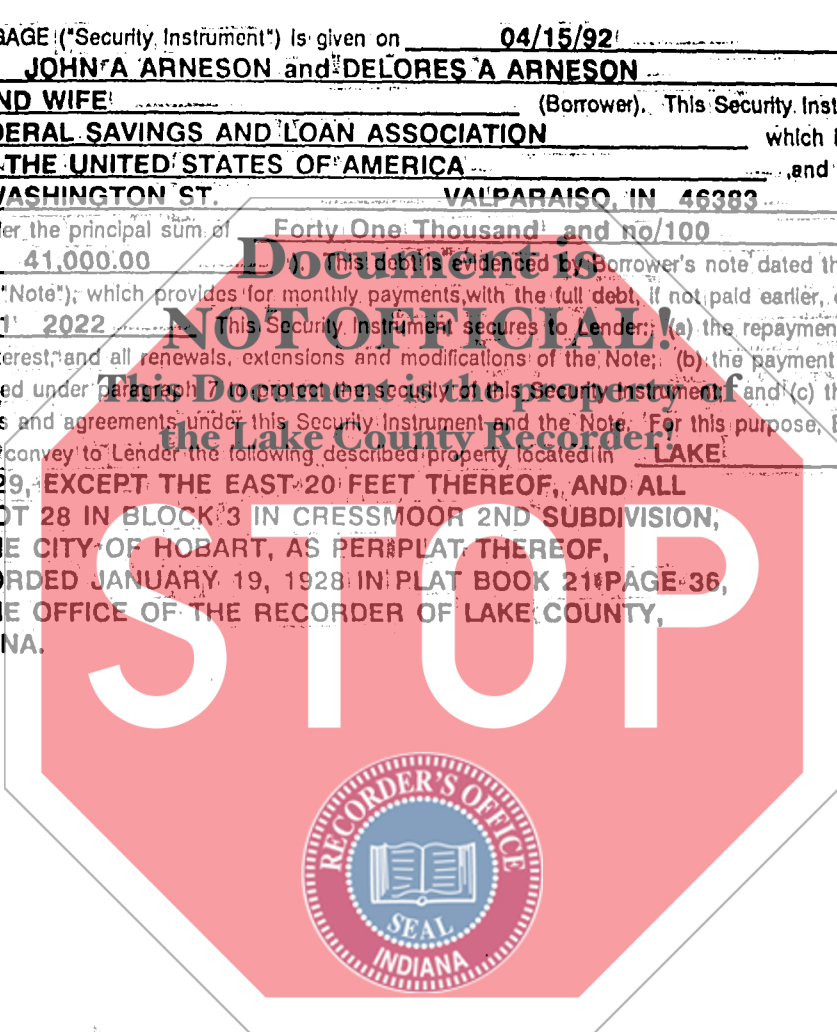 GAGE ("Security Instrument") is given on 04/15/92
JOHN A ARNESON and DELORES A ARNESON
ND WIFE (Borrower). This Security Inst
DERAL SAVINGS AND LOAN ASSOCIATION which i
THE UNITED STATES OF AMERICA , and
WASHINGTON ST. VALPARAISO, IN 46383
er the principal sum of Forty One Thousand and no/100
Document is
41,000.00 ). This debt is evidenced by Borrower's note dated th
"Note"), which provides for monthly payments, with the full debt, if not paid earlier,
NOT OFFICIAL!
1 2022 This Security Instrument secures to Lender: (a) the repaymen
erest, and all renewals, extensions and modifications of the Note; (b) the payment
This Document is the property of
ed under paragraph 7 to protect the security of this Security Instrument; and (c) th
s and agreements under this Security Instrument and the Note. For this purpose, B
the Lake County Recorder!
convey to Lender the following described property located in LAKE
29, EXCEPT THE EAST 20 FEET THEREOF, AND ALL
OT 28 IN BLOCK 3 IN CRESSMOOR 2ND SUBDIVISION,
E CITY OF HOBART, AS PER PLAT THEREOF,
ORDED JANUARY 19, 1928 IN PLAT BOOK 21 PAGE 36,
E OFFICE OF THE RECORDER OF LAKE COUNTY,
NA.
STOP
RECORDER'S OFFICE
SEAL
INDIANA